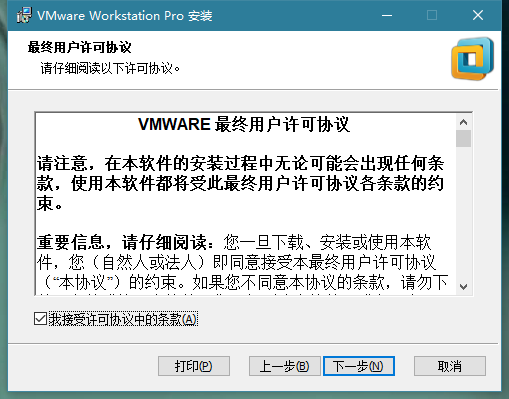 VMware Workstation Pro 安装
最终用户许可协议
请仔细阅读以下许可协议。
VMWARE 最终用户许可协议
请注意，在本软件的安装过程中无论可能会出现任何条
款，使用本软件都将受此最终用户许可协议各条款的约
束。
重要信息，请仔细阅读：您一旦下载、安装或使用本软
件，您（自然人或法人）即同意接受本最终用户许可协议
（“本协议”）的约束。如果您不同意本协议的条款，请勿下
我接受许可协议中的条款(A)
打印(P)
上一步(B)
下一步(N)
取消